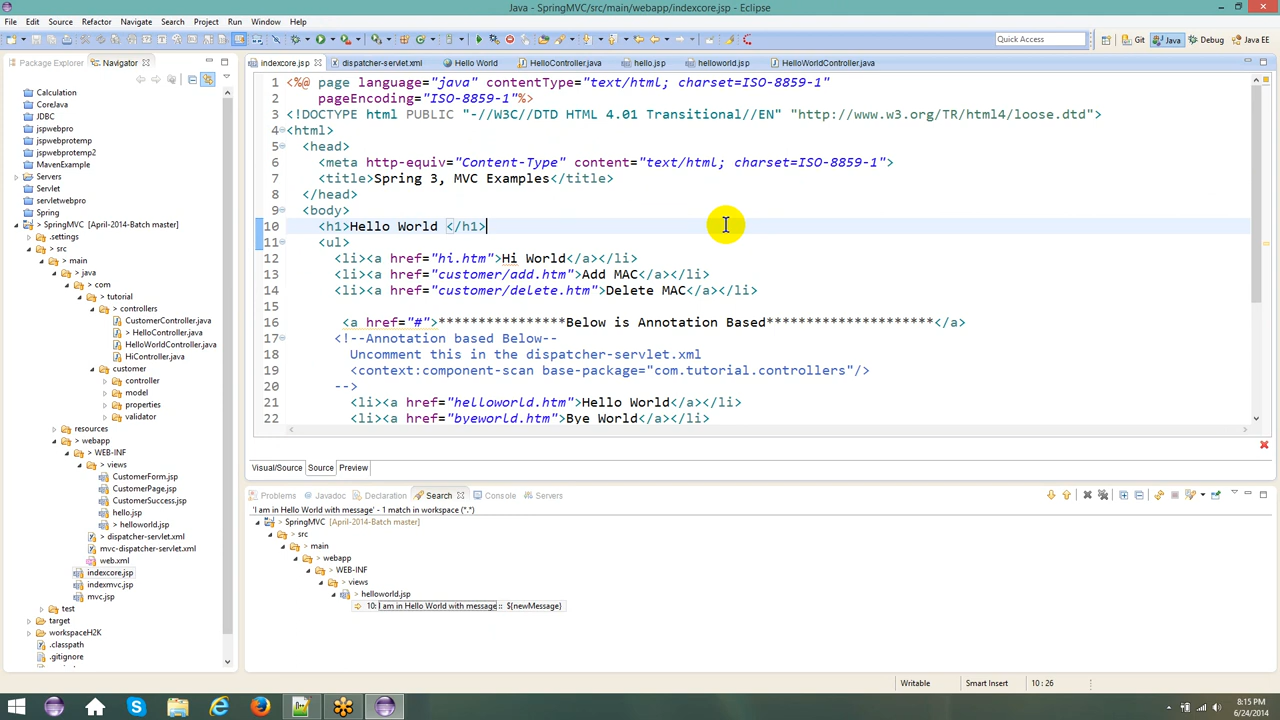 Java - SpringMVC/src/main/webapp/indexcore.jsp - Eclipse
File Edit Source Refactor Navigate Search Project Run Window Help
Quick Access Git Java Debug Java EE
Package Explorer Navigator
indexcore.jsp dispatcher-servlet.xml Hello World HelloController.java hello.jsp helloworld.jsp HelloWorldController.java
Calculation
CoreJava
JDBC
jspwebpro
jspwebprotemp
jspwebprotemp2
MavenExample
Servers
Servlet
servletwebpro
Spring
> SpringMVC [April-2014-Batch master]
.settings
> src
> main
> java
> com
> tutorial
> controllers
CustomerController.java
> HelloController.java
HelloWorldController.java
HiController.java
customer
controller
model
properties
validator
resources
> webapp
> WEB-INF
> views
CustomerForm.jsp
CustomerPage.jsp
CustomerSuccess.jsp
hello.jsp
> helloworld.jsp
> dispatcher-servlet.xml
mvc-dispatcher-servlet.xml
web.xml
indexcore.jsp
indexmvc.jsp
mvc.jsp
test
target
workspaceH2K
.classpath
.gitignore
1 <%@ page language="java" contentType="text/html; charset=ISO-8859-1"
2 pageEncoding="ISO-8859-1"%>
3 <!DOCTYPE html PUBLIC "-//W3C//DTD HTML 4.01 Transitional//EN" "http://www.w3.org/TR/html4/loose.dtd">
4 <html>
5 <head>
6 <meta http-equiv="Content-Type" content="text/html; charset=ISO-8859-1">
7 <title>Spring 3, MVC Examples</title>
8 </head>
9 <body>
10 <h1>Hello World </h1>
11 <ul>
12 <li><a href="hi.htm">Hi World</a></li>
13 <li><a href="customer/add.htm">Add MAC</a></li>
14 <li><a href="customer/delete.htm">Delete MAC</a></li>
15
16 <a href="#">****************Below is Annotation Based*********************</a>
17 <!--Annotation based Below--
18 Uncomment this in the dispatcher-servlet.xml
19 <context:component-scan base-package="com.tutorial.controllers"/>
20 -->
21 <li><a href="helloworld.htm">Hello World</a></li>
22 <li><a href="byeworld.htm">Bye World</a></li>
Visual/Source Source Preview
Problems Javadoc Declaration Search Console Servers
'I am in Hello World with message' - 1 match in workspace (*.*)
> SpringMVC [April-2014-Batch master]
> src
> main
> webapp
> WEB-INF
> views
> helloworld.jsp
10: I am in Hello World with message :: ${newMessage}
Writable Smart Insert 10 : 26
8:15 PM
6/24/2014